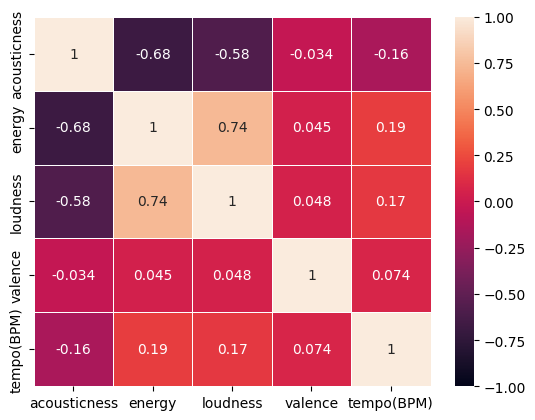 acousticness 1 -0.68 -0.58 -0.034 -0.16
energy -0.68 1 0.74 0.045 0.19
loudness -0.58 0.74 1 0.048 0.17
valence -0.034 0.045 0.048 1 0.074
tempo(BPM) -0.16 0.19 0.17 0.074 1
acousticness energy loudness valence tempo(BPM)
1.00
0.75
0.50
0.25
0.00
−0.25
−0.50
−0.75
−1.00